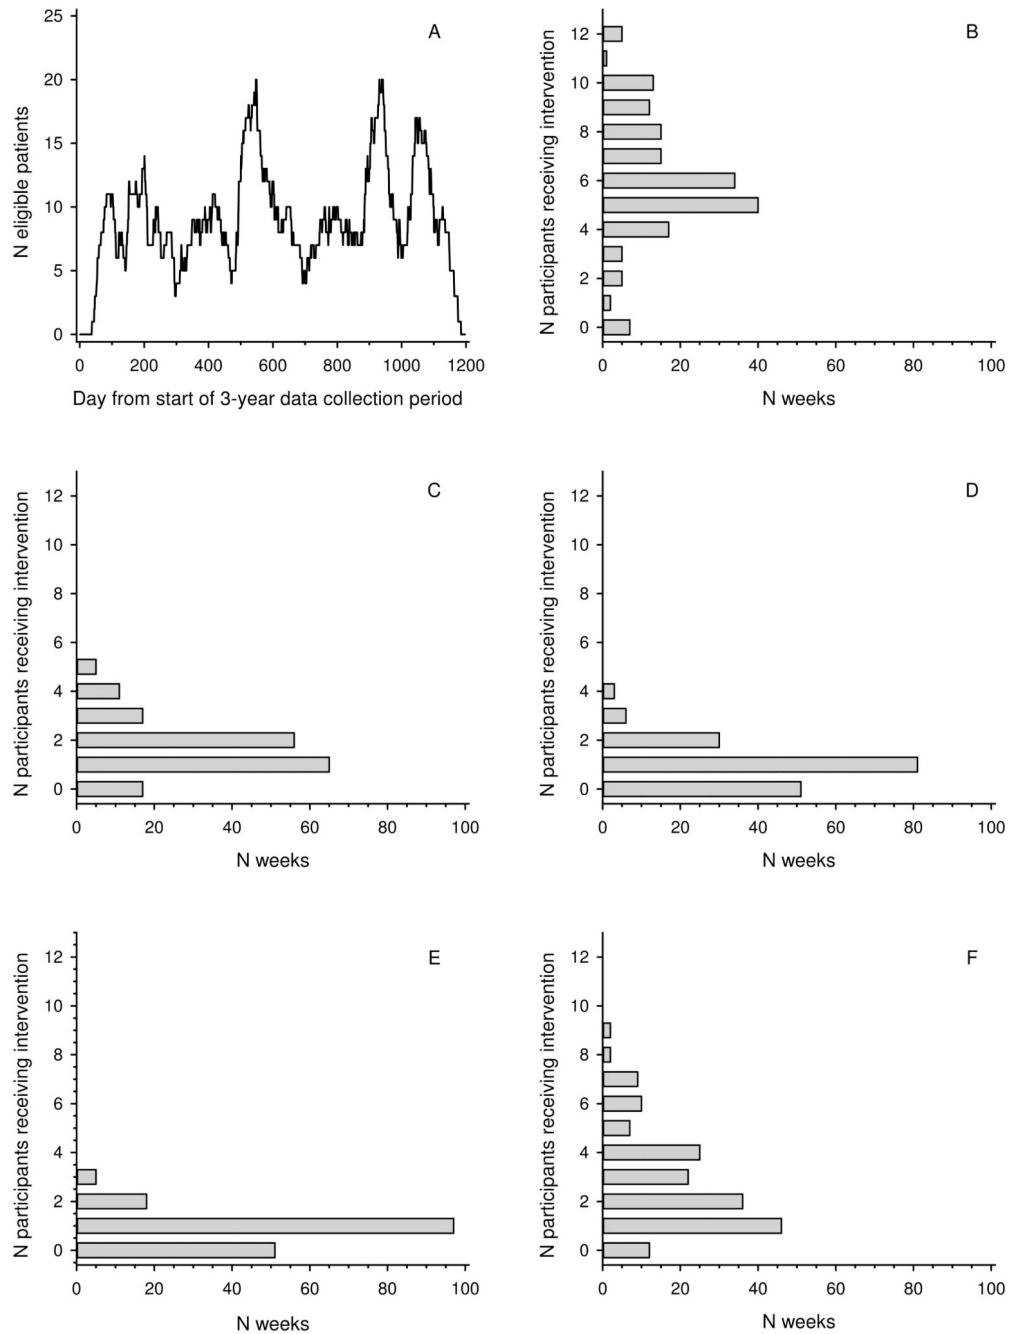 A
N eligible patients
25
20
15
10
5
0
0 200 400 600 800 1000 1200
Day from start of 3-year data collection period
B
N participants receiving intervention
12
10
8
6
4
2
0
0 20 40 60 80 100
N weeks
C
N participants receiving intervention
12
10
8
6
4
2
0
0 20 40 60 80 100
N weeks
D
N participants receiving intervention
12
10
8
6
4
2
0
0 20 40 60 80 100
N weeks
E
N participants receiving intervention
12
10
8
6
4
2
0
0 20 40 60 80 100
N weeks
F
N participants receiving intervention
12
10
8
6
4
2
0
0 20 40 60 80 100
N weeks